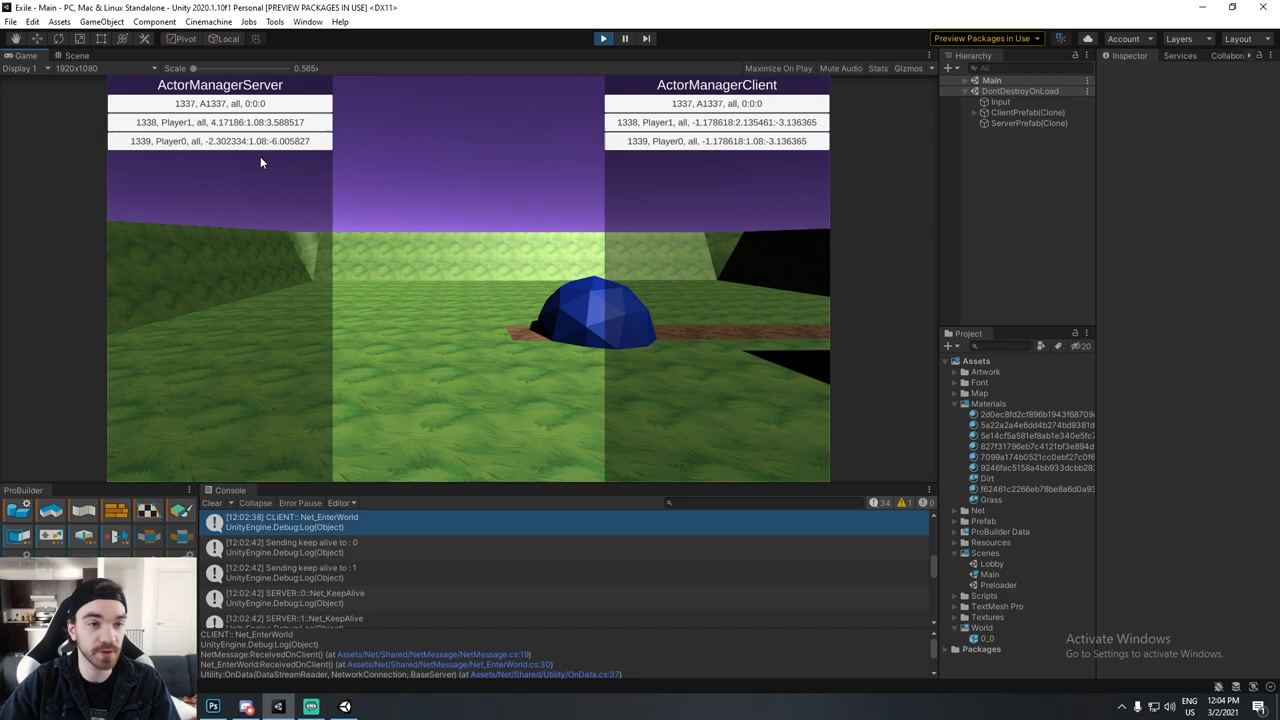 Exile - Main - PC, Mac & Linux Standalone - Unity 2020.1.10f1 Personal [PREVIEW PACKAGES IN USE] <DX11>
File Edit Assets GameObject Component Cinemachine Jobs Tools Window Help
Pivot Local Preview Packages in Use Account Layers Layout
Game Scene Hierarchy Inspector Services Collabor
Display 1 1920x1080 Scale 0.565x Maximize On Play Mute Audio Stats Gizmos All
ActorManagerServer ActorManagerClient Main
DontDestroyOnLoad
1337, A1337, all, 0:0:0 1337, A1337, all, 0:0:0 Input
ClientPrefab(Clone)
1338, Player1, all, 4.17186:1.08:3.588517 1338, Player1, all, -1.178618:2.135461:-3.136365 ServerPrefab(Clone)
1339, Player0, all, -2.302334:1.08:-6.005827 1339, Player0, all, -1.178618:1.08:-3.136365
Project
20
Assets
Artwork
Font
Map
Materials
2d0ec8fd2cf896b1943f68709
5a22a2a4e6dd4b274bd9381d
5e14cf5a581ef8ab1e340e5fc7
827f31796eb7c4121bf3ed4e
7099a174b0521cc0ebf27c0f6
9246fac5158a4bb933dcbb28
Dirt
f62461c2266eb78be8a6d0a93
Grass
Net
Prefab
ProBuilder Data
Resources
Scenes
Lobby
Main
Preloader
Scripts
TextMesh Pro
Textures
World
0_0
Packages
ProBuilder Console
Clear Collapse Error Pause Editor 34 1 0
[12:02:38] CLIENT:: Net_EnterWorld
UnityEngine.Debug:Log(Object)
[12:02:42] Sending keep alive to : 0
UnityEngine.Debug:Log(Object)
[12:02:42] Sending keep alive to : 1
UnityEngine.Debug:Log(Object)
[12:02:42] SERVER::0::Net_KeepAlive
UnityEngine.Debug:Log(Object)
[12:02:42] SERVER::1::Net_KeepAlive
CLIENT:: Net_EnterWorld
UnityEngine.Debug:Log(Object)
NetMessage:ReceivedOnClient() (at Assets/Net/Shared/NetMessage/NetMessage.cs:19)
Net_EnterWorld:ReceivedOnClient() (at Assets/Net/Shared/NetMessage/Net_EnterWorld.cs:30)
Utility:OnData(DataStreamReader, NetworkConnection, BaseServer) (at Assets/Net/Shared/Utility/OnData.cs:37)
Activate Windows
Go to Settings to activate Windows.
Ps
ENG
US
12:04 PM
3/2/2021
1